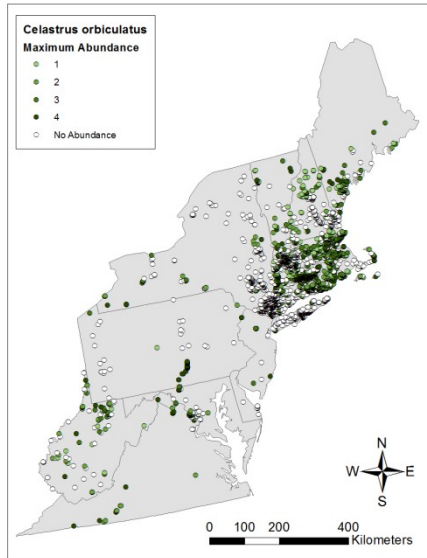 Celastrus orbiculatus
Maximum Abundance
1
2
3
4
No Abundance
N
W E
S
0 100 200 400
Kilometers